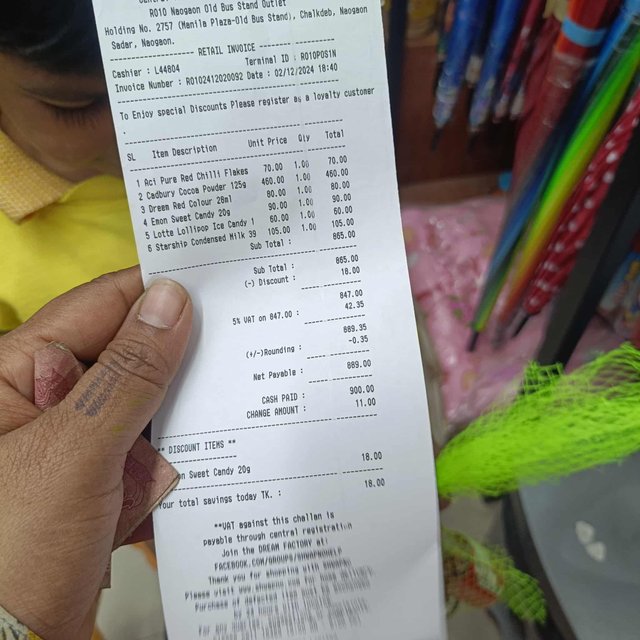 R010 Naogaon Old Bus Stand Outlet
Holding No. 2757 (Manila Plaza-Old Bus Stand), Chalkdeb, Naogaon
Sadar, Naogaon.
RETAIL INVOICE
Cashier : L44804 Terminal ID : R010POS1N
Invoice Number : R0102412020092 Date : 02/12/2024 18:40
To Enjoy special Discounts Please register as a loyalty customer
.
SL Item Description Unit Price Qty Total
1 Aci Pure Red Chilli Flakes 70.00 1.00 70.00
2 Cadbury Cocoa Powder 125g 460.00 1.00 460.00
3 Dreem Red Colour 28ml 80.00 1.00 80.00
4 Emon Sweet Candy 20g 90.00 1.00 90.00
5 Lotte Lollipop Ice Candy 1 60.00 1.00 60.00
6 Starship Condensed Milk 39 105.00 1.00 105.00
Sub Total : 865.00
Sub Total : 865.00
(-) Discount : 18.00
847.00
5% VAT on 847.00 : 42.35
889.35
(+/-)Rounding : -0.35
Net Payable : 889.00
CASH PAID : 900.00
CHANGE AMOUNT : 11.00
** DISCOUNT ITEMS **
on Sweet Candy 20g 18.00
Your total savings today TK. : 18.00
**VAT against this challan is
payable through central registration
Join the DREAM FACTORY at:
Thank you for shopping with
Please visit you
Purchase